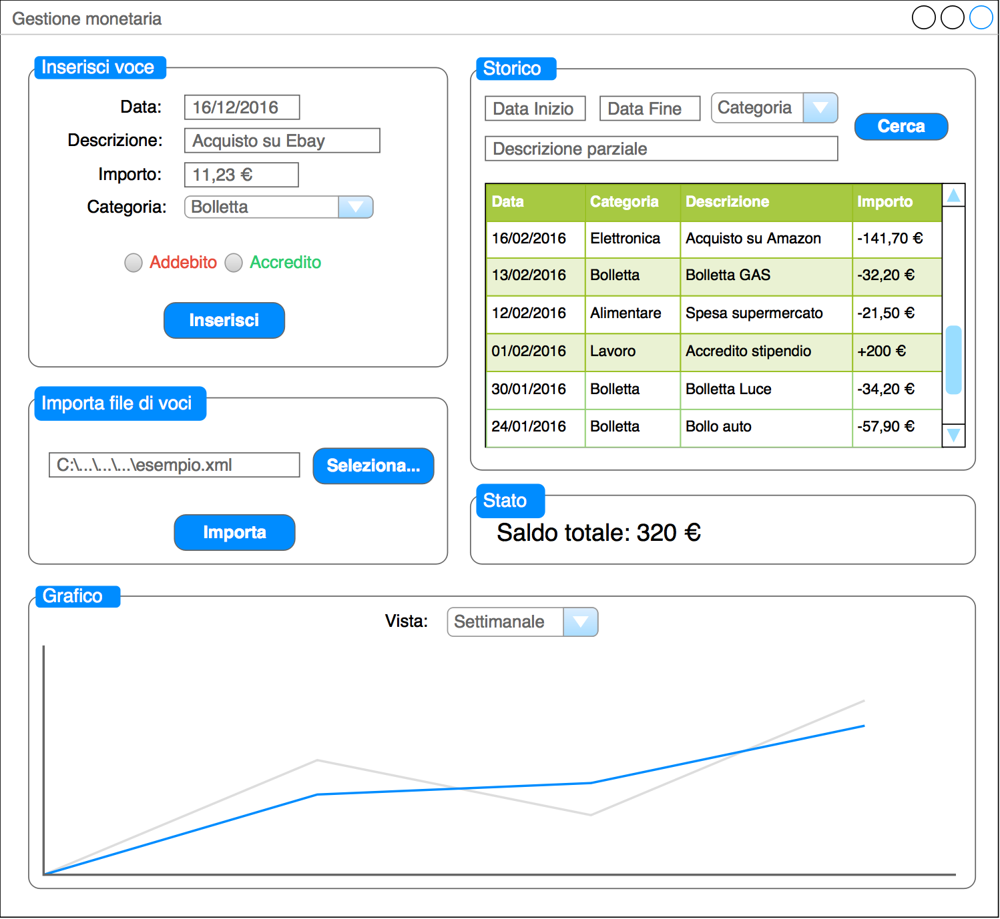 Gestione monetaria
Inserisci voce
Data: 16/12/2016
Descrizione: Acquisto su Ebay
Importo: 11,23 €
Categoria: Bolletta
Addebito Accredito
Inserisci
Importa file di voci
C:\...\...\...\esempio.xml Seleziona...
Importa
Storico
Data Inizio Data Fine Categoria
Cerca
Descrizione parziale
Data Categoria Descrizione Importo
16/02/2016 Elettronica Acquisto su Amazon -141,70 €
13/02/2016 Bolletta Bolletta GAS -32,20 €
12/02/2016 Alimentare Spesa supermercato -21,50 €
01/02/2016 Lavoro Accredito stipendio +200 €
30/01/2016 Bolletta Bolletta Luce -34,20 €
24/01/2016 Bolletta Bollo auto -57,90 €
Stato
Saldo totale: 320 €
Grafico
Vista: Settimanale